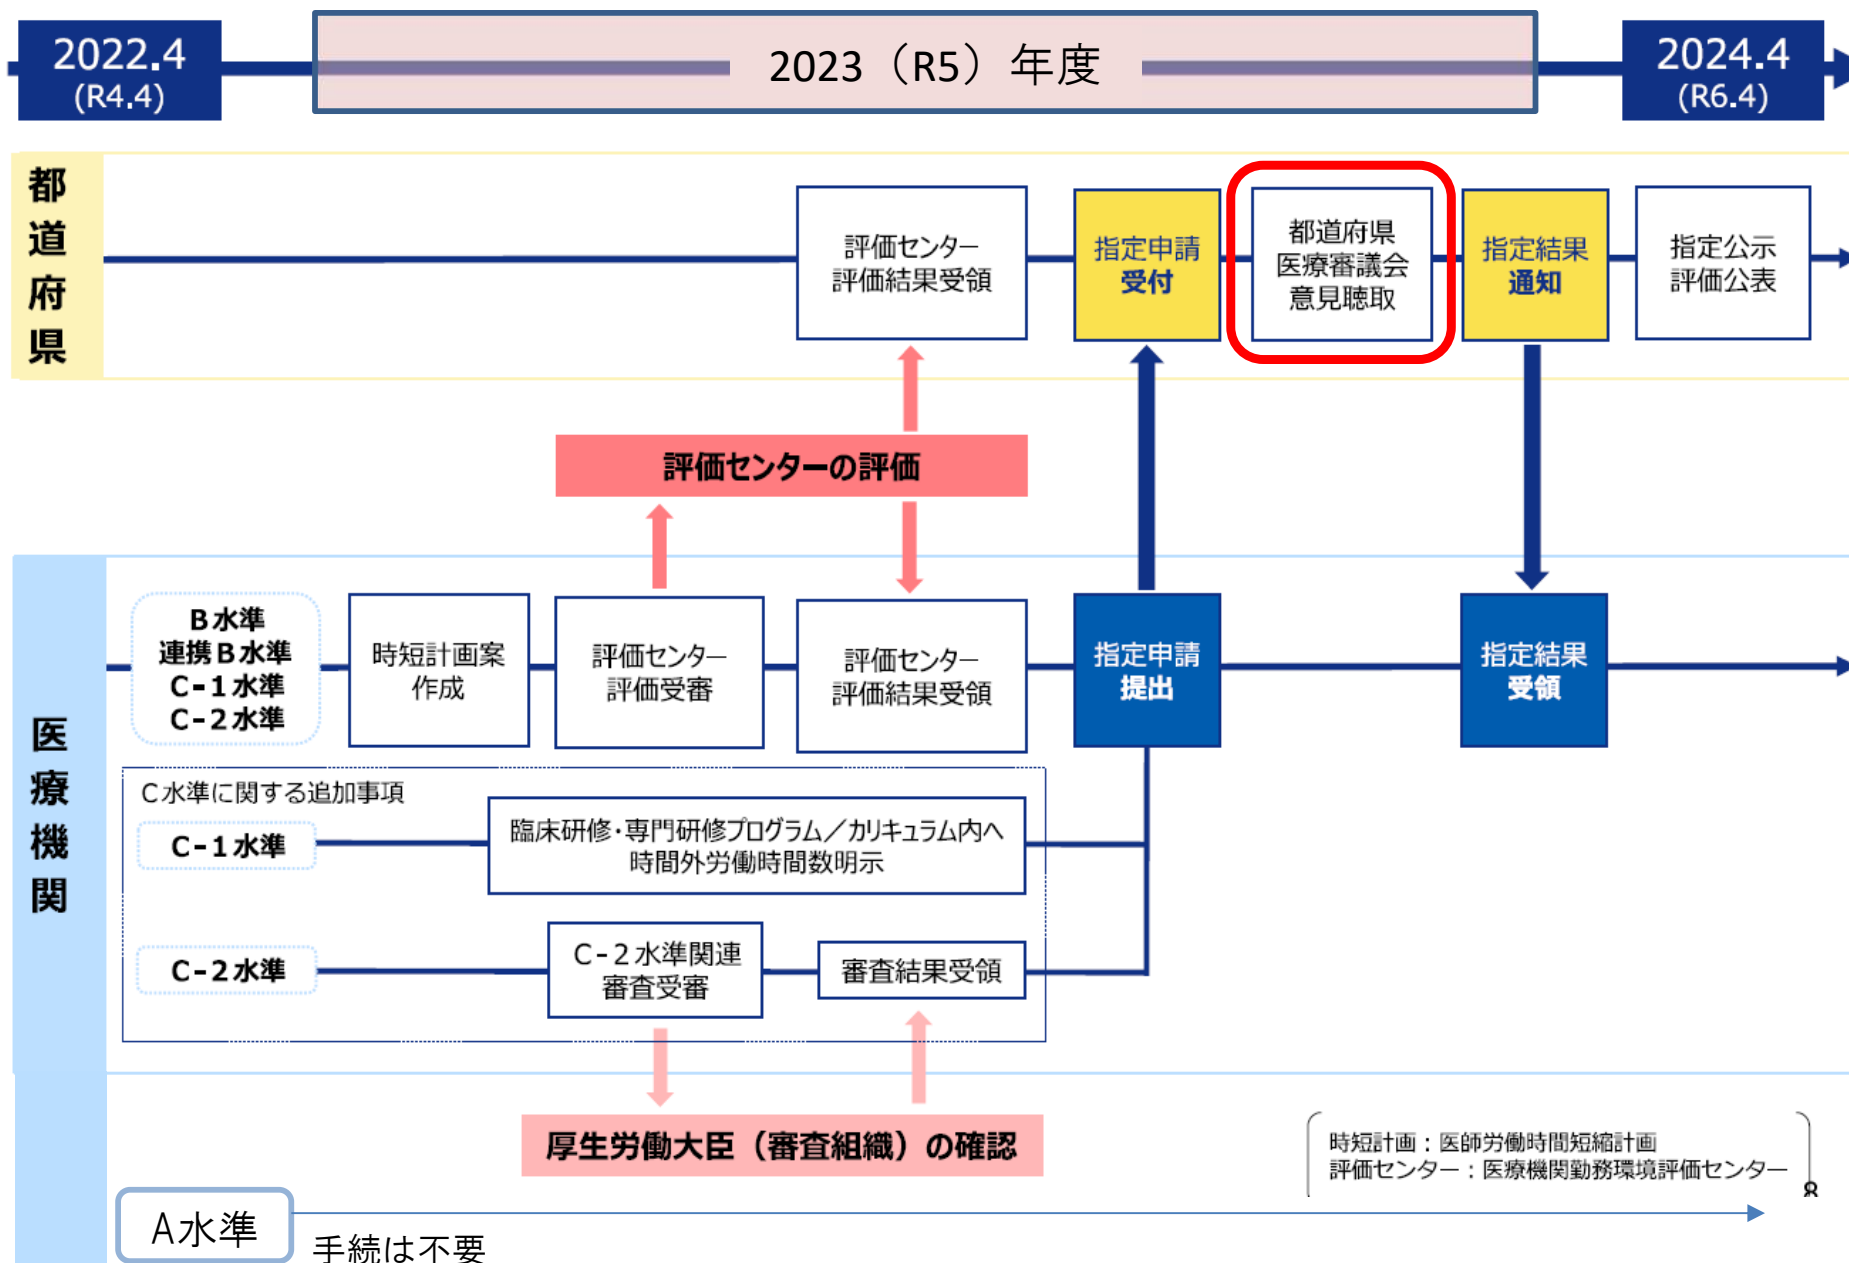 2022.4
(R4.4)
2023（R5）年度
2024.4
(R6.4)
都道府県
評価センター
評価結果受領
指定申請
受付
都道府県
医療審議会
意見聴取
指定結果
通知
指定公示
評価公表
評価センターの評価
医療機関
B水準
連携B水準
C-1水準
C-2水準
時短計画案
作成
評価センター
評価受審
評価センター
評価結果受領
指定申請
提出
指定結果
受領
C水準に関する追加事項
C-1水準
臨床研修・専門研修プログラム／カリキュラム内へ
時間外労働時間数明示
C-2水準
C-2水準関連
審査受審
審査結果受領
厚生労働大臣（審査組織）の確認
時短計画：医師労働時間短縮計画
評価センター：医療機関勤務環境評価センター
8
A水準
手続は不要